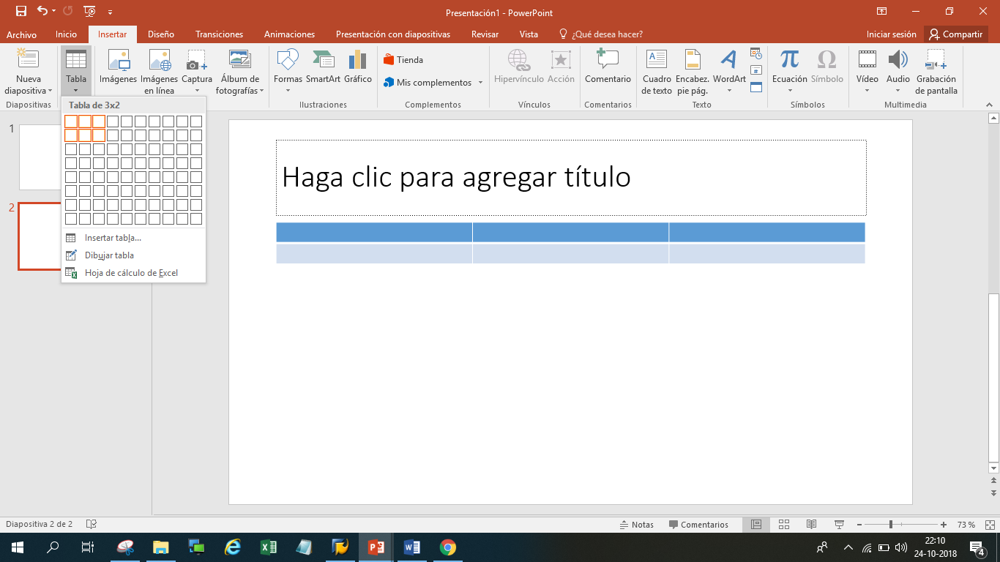 Presentación1 - PowerPoint
Archivo Inicio Insertar Diseño Transiciones Animaciones Presentación con diapositivas Revisar Vista ¿Qué desea hacer? Iniciar sesión Compartir
Nueva diapositiva
Tabla
Imágenes
Imágenes en línea
Captura
Álbum de fotografías
Formas
SmartArt
Gráfico
Tienda
Mis complementos
Hipervínculo
Acción
Comentario
Cuadro de texto
Encabez. pie pág.
WordArt
Ecuación
Símbolo
Vídeo
Audio
Grabación de pantalla
Diapositivas
Ilustraciones
Complementos
Vínculos
Comentarios
Texto
Símbolos
Multimedia
Tabla de 3x2
Insertar tabla...
Dibujar tabla
Hoja de cálculo de Excel
1
2
Haga clic para agregar título
Diapositiva 2 de 2 Notas Comentarios 73 %
22:10
24-10-2018
4